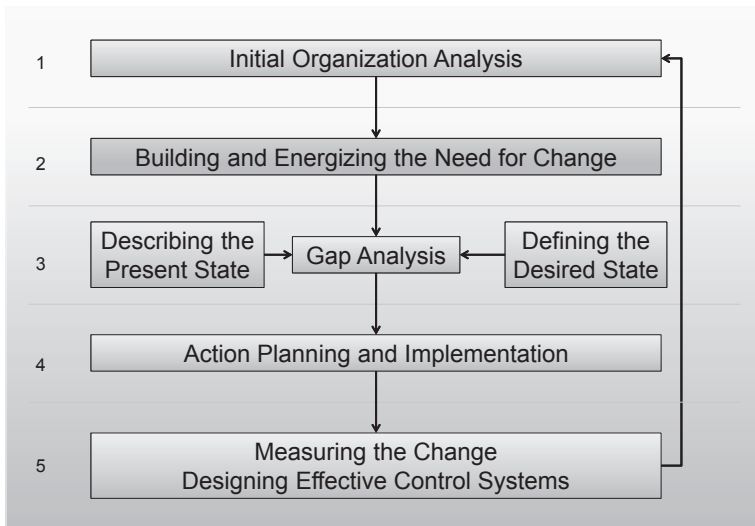 1
Initial Organization Analysis
2
Building and Energizing the Need for Change
3
Describing the
Present State
Gap Analysis
Defining the
Desired State
4
Action Planning and Implementation
5
Measuring the Change
Designing Effective Control Systems